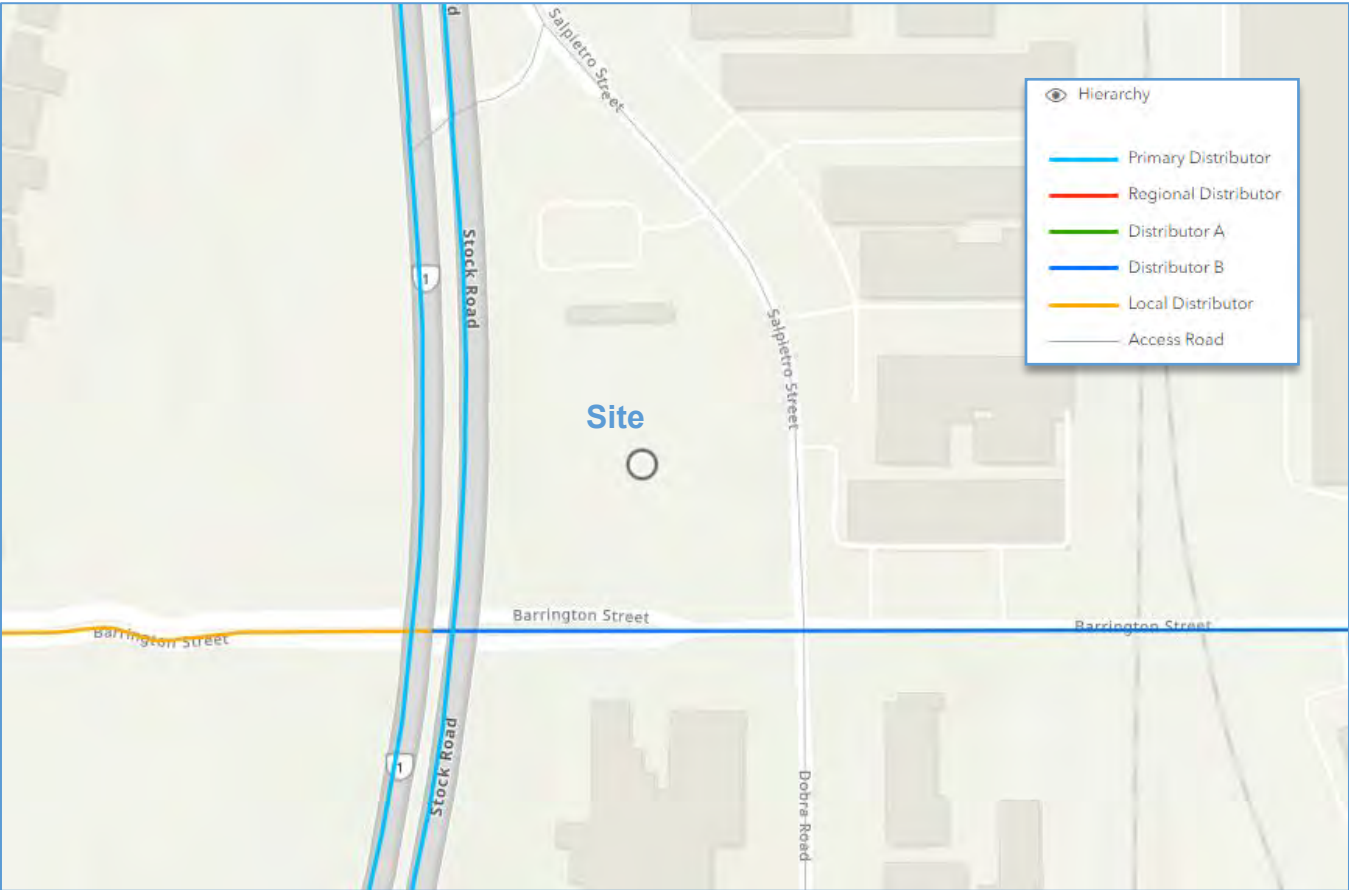 d
Salpietro Street
Hierarchy
Primary Distributor
Regional Distributor
Distributor A
Distributor B
Local Distributor
Access Road
Stock Road
1
Salpietro Street
Site
Barrington Street
Barrington Street
Barrington Street
Stock Road
1
Dobra Road